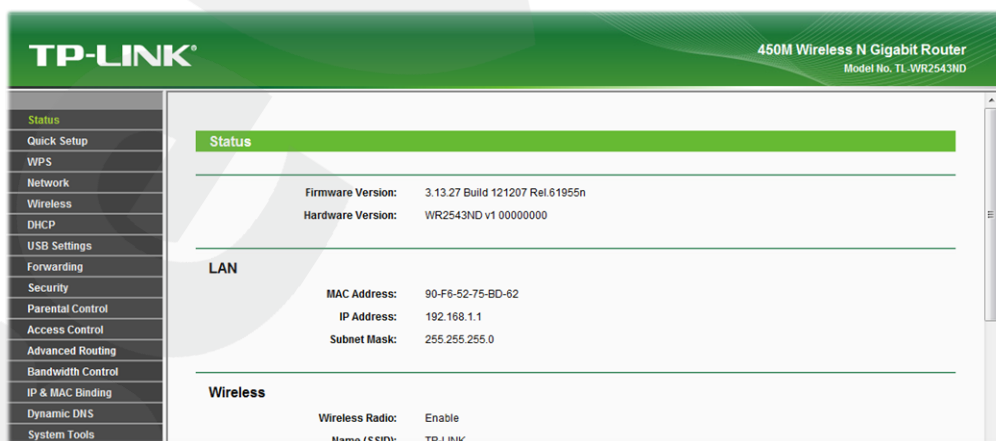 TP-LINK®
450M Wireless N Gigabit Router
Model No. TL-WR2543ND
Status
Quick Setup
WPS
Network
Wireless
DHCP
USB Settings
Forwarding
Security
Parental Control
Access Control
Advanced Routing
Bandwidth Control
IP & MAC Binding
Dynamic DNS
System Tools
Status
Firmware Version: 3.13.27 Build 121207 Rel.61955n
Hardware Version: WR2543ND v1 00000000
LAN
MAC Address: 90-F6-52-75-BD-62
IP Address: 192.168.1.1
Subnet Mask: 255.255.255.0
Wireless
Wireless Radio: Enable
Name (SSID): TP-LINK